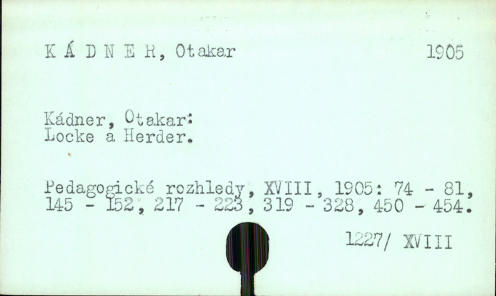 KÁDNER, Otakar 1905
Kádner, Otakar:
Locke a Herder.
Pedagogické rozhledy, XVIII, 1905: 74 - 81,
145 - 152, 217 - 223, 319 - 328, 450 - 454.
1227/ XVIII